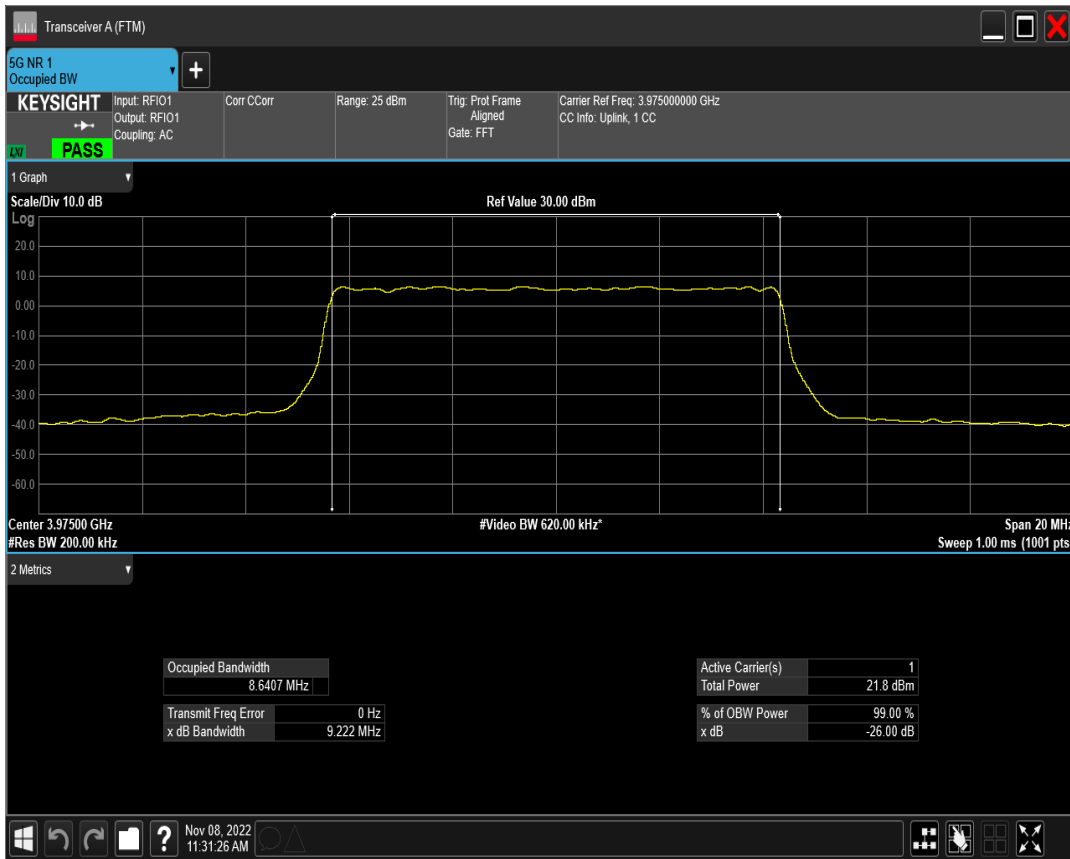 Transceiver A (FTM)
5G NR 1
Occupied BW
+
KEYSIGHT
LXI
PASS
Input: RFIO1
Output: RFIO1
Coupling: AC
Corr CCorr
Range: 25 dBm
Trig: Prot Frame
Aligned
Gate: FFT
Carrier Ref Freq: 3.975000000 GHz
CC Info: Uplink, 1 CC
1 Graph
Scale/Div 10.0 dB
Ref Value 30.00 dBm
Log
20.0
10.0
0.00
-10.0
-20.0
-30.0
-40.0
-50.0
-60.0
Center 3.97500 GHz
#Video BW 620.00 kHz*
Span 20 MHz
#Res BW 200.00 kHz
Sweep 1.00 ms (1001 pts
2 Metrics
Occupied Bandwidth
8.6407 MHz
Transmit Freq Error 0 Hz
x dB Bandwidth 9.222 MHz
Active Carrier(s) 1
Total Power 21.8 dBm
% of OBW Power 99.00 %
x dB -26.00 dB
?
Nov 08, 2022
11:31:26 AM